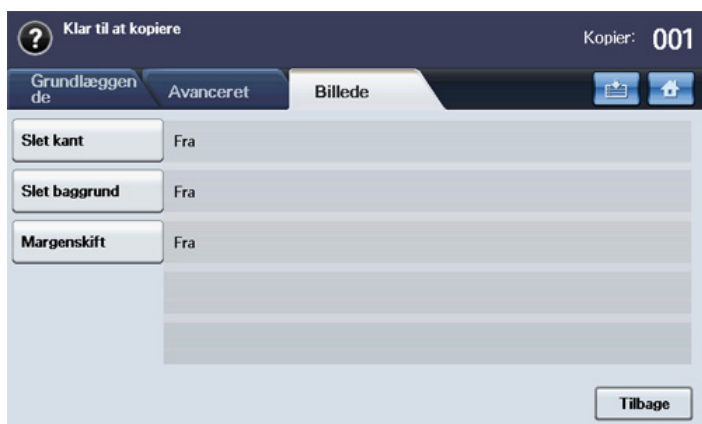 ?
Klar til at kopiere
Kopier: 001
Grundlæggen
de
Avanceret
Billede
Slet kant
Fra
Slet baggrund
Fra
Margenskift
Fra
Tilbage